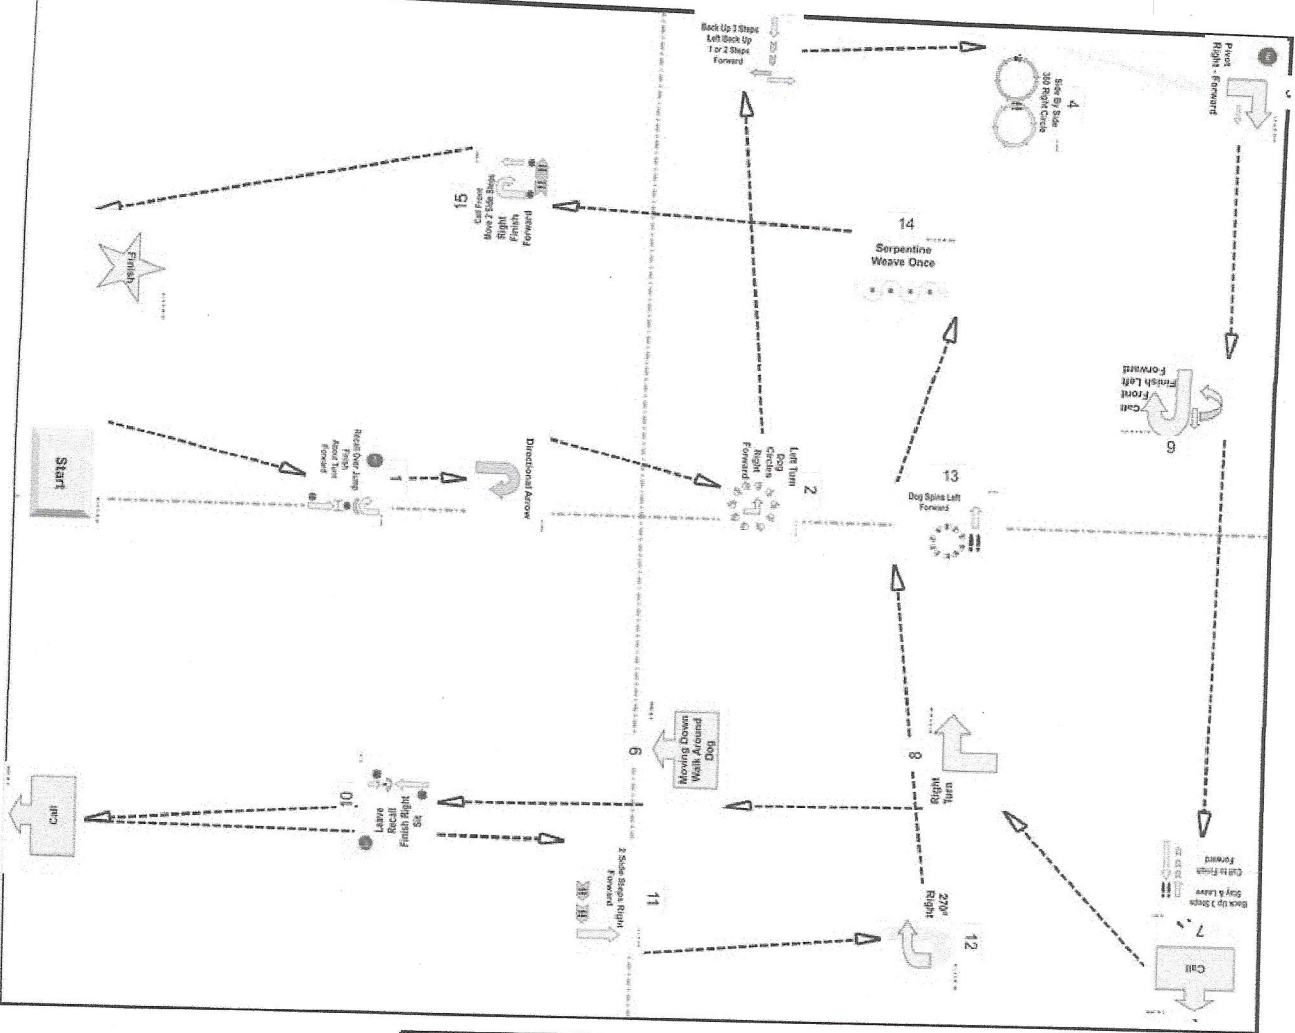 Start
1
Recall Over Jump
Finish
About Turn
Forward
Directional Arrow
2
Left Turn
Dog
Circles
Right
Forward
Back Up 3 Steps
Left Back Up
1 or 2 Steps
Forward
4
Side By Side
360 Right Circle
Pivot
Right - Forward
6
Call
Front
Finish Left
Forward
7
Back Up 3 Steps
Stay & Leave
Call to Finish
Forward
Call
8
Turn
Right
9
Moving Down
Walk Around
Dog
10
Leave
Recall
Finish Right
Sit
Call
11
2 Side Steps Right
Forward
12
270°
Right
13
Dog Spins Left
Forward
14
Serpentine
Weave Once
15
Call Front
Move 2 Side Steps
Right
Finish
Forward
Finish